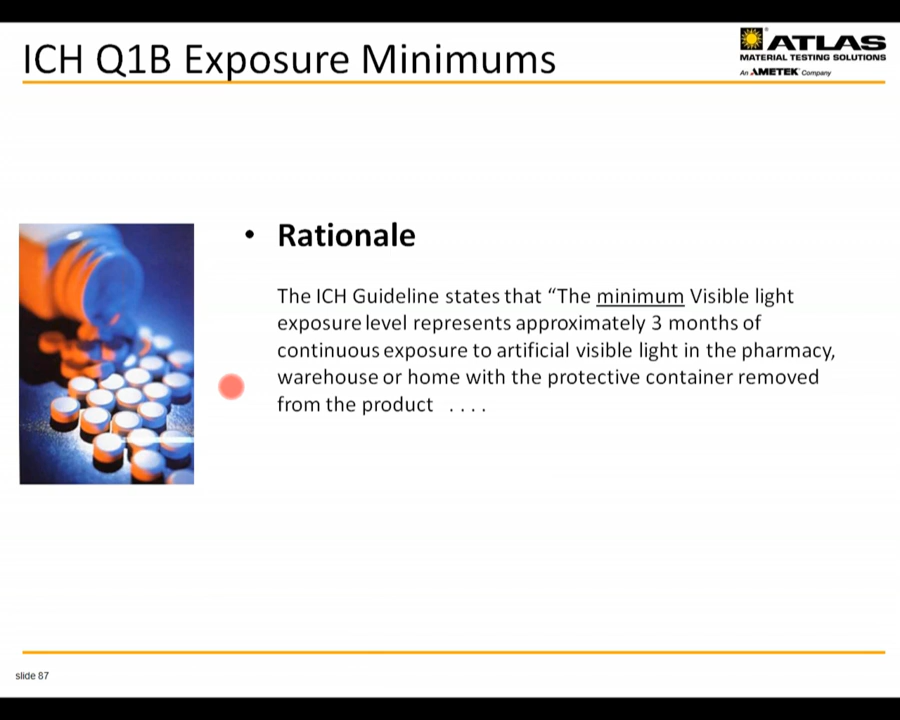 ICH Q1B Exposure Minimums
ATLAS
MATERIAL TESTING SOLUTIONS
An AMETEK Company
• Rationale
The ICH Guideline states that “The minimum Visible light
exposure level represents approximately 3 months of
continuous exposure to artificial visible light in the pharmacy,
warehouse or home with the protective container removed
from the product . . . .
slide 87